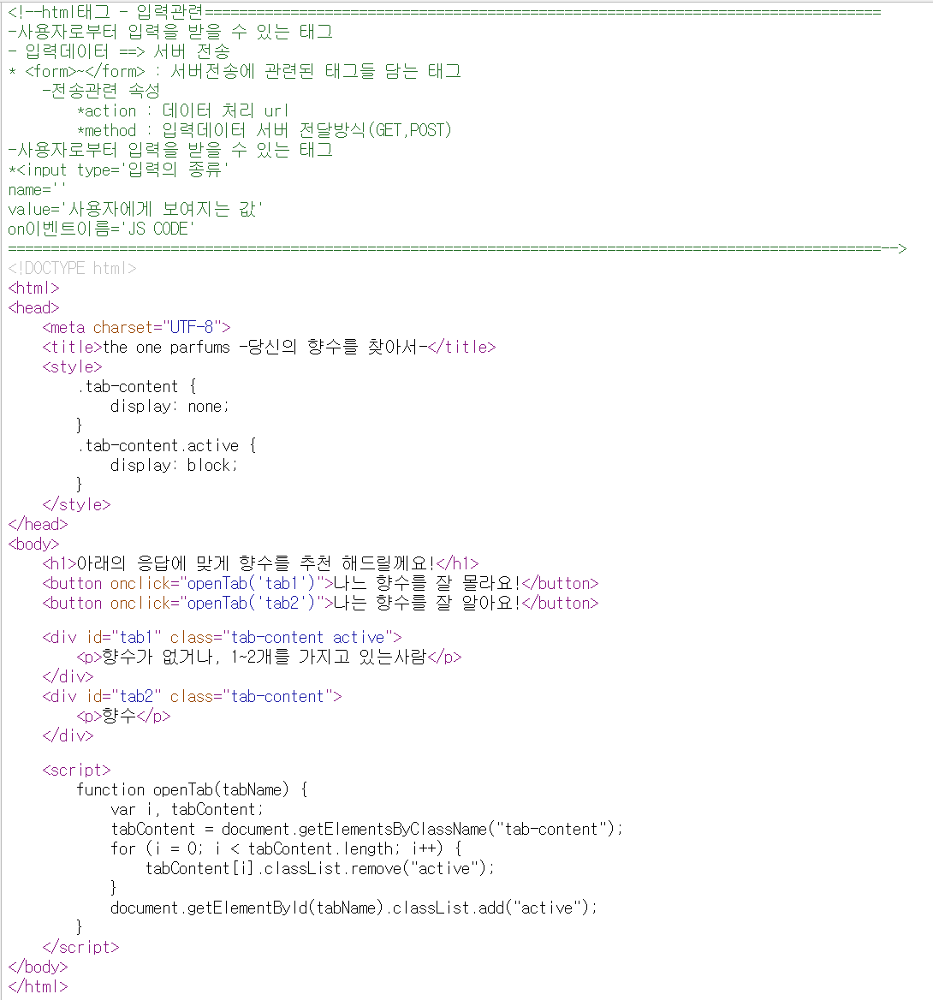 <!--html태그 - 입력관련===============================================================================
-사용자로부터 입력을 받을 수 있는 태그
- 입력데이터 ==> 서버 전송
* <form>~</form> : 서버전송에 관련된 태그들 담는 태그
    -전송관련 속성
        *action : 데이터 처리 url
        *method : 입력데이터 서버 전달방식(GET,POST)
-사용자로부터 입력을 받을 수 있는 태그
*<input type='입력의 종류'
name=''
value='사용자에게 보여지는 값'
on이벤트이름='JS CODE'
======================================================================================================-->
<!DOCTYPE html>
<html>
<head>
    <meta charset="UTF-8">
    <title>the one parfums -당신의 향수를 찾아서-</title>
    <style>
        .tab-content {
            display: none;
        }
        .tab-content.active {
            display: block;
        }
    </style>
</head>
<body>
    <h1>아래의 응답에 맞게 향수를 추천 해드릴께요!</h1>
    <button onclick="openTab('tab1')">나느 향수를 잘 몰라요!</button>
    <button onclick="openTab('tab2')">나는 향수를 잘 알아요!</button>

    <div id="tab1" class="tab-content active">
        <p>향수가 없거나, 1~2개를 가지고 있는사람</p>
    </div>
    <div id="tab2" class="tab-content">
        <p>향수</p>
    </div>

    <script>
        function openTab(tabName) {
            var i, tabContent;
            tabContent = document.getElementsByClassName("tab-content");
            for (i = 0; i < tabContent.length; i++) {
                tabContent[i].classList.remove("active");
            }
            document.getElementById(tabName).classList.add("active");
        }
    </script>
</body>
</html>